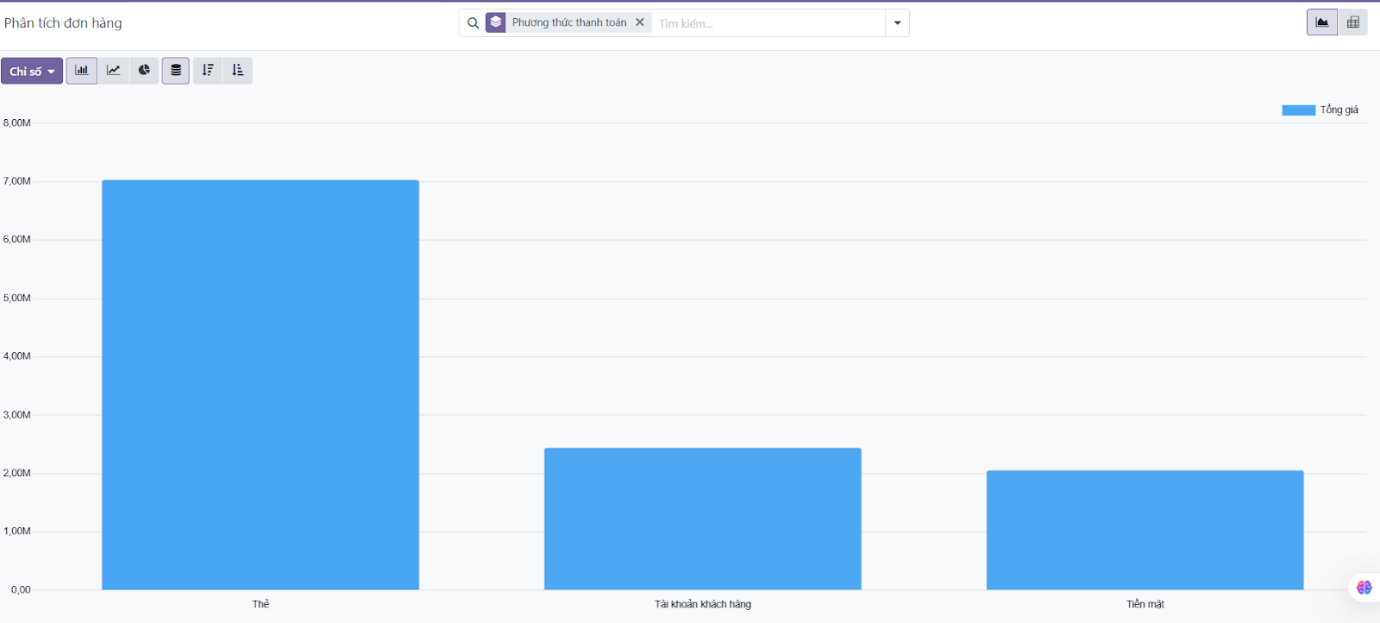 Phân tích đơn hàng
Phương thức thanh toán
Tìm kiếm...
Chỉ số
Tổng giá
8,00M
7,00M
6,00M
5,00M
4,00M
3,00M
2,00M
1,00M
0,00
Thẻ
Tài khoản khách hàng
Tiền mặt